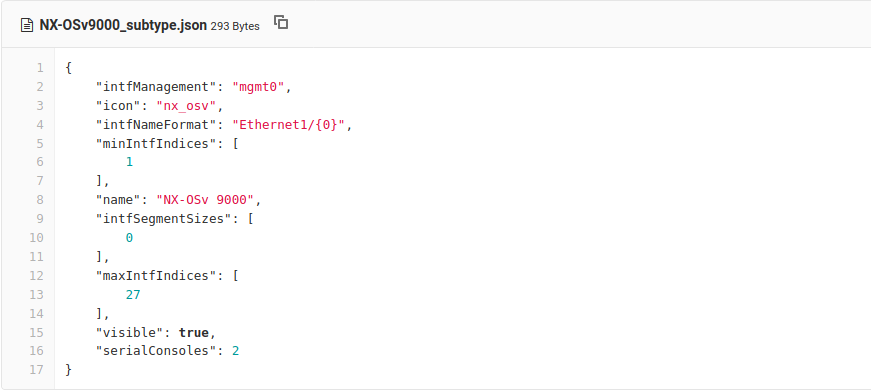 NX-OSv9000_subtype.json 293 Bytes
1 {
2     "intfManagement": "mgmt0",
3     "icon": "nx_osv",
4     "intfNameFormat": "Ethernet1/{0}",
5     "minIntfIndices": [
6         1
7     ],
8     "name": "NX-OSv 9000",
9     "intfSegmentSizes": [
10         0
11     ],
12     "maxIntfIndices": [
13         27
14     ],
15     "visible": true,
16     "serialConsoles": 2
17 }